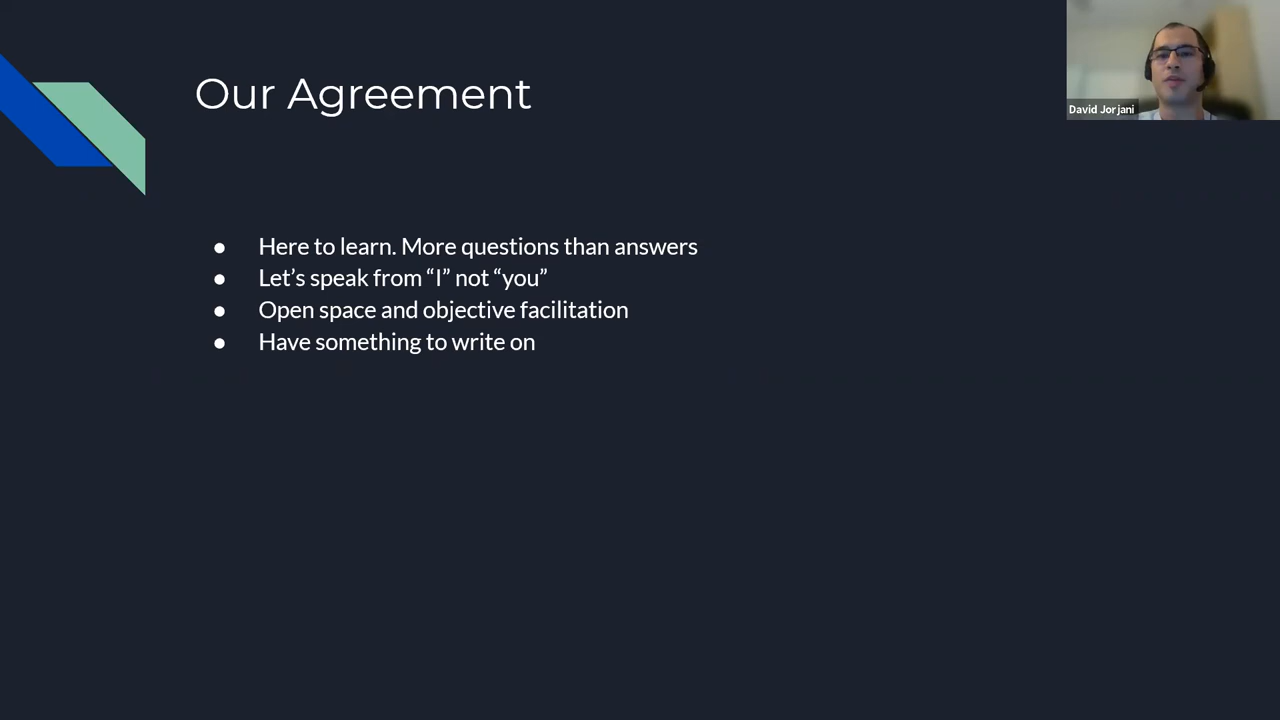 Our Agreement
David Jorjani
● Here to learn. More questions than answers
● Let’s speak from “I” not “you”
● Open space and objective facilitation
● Have something to write on